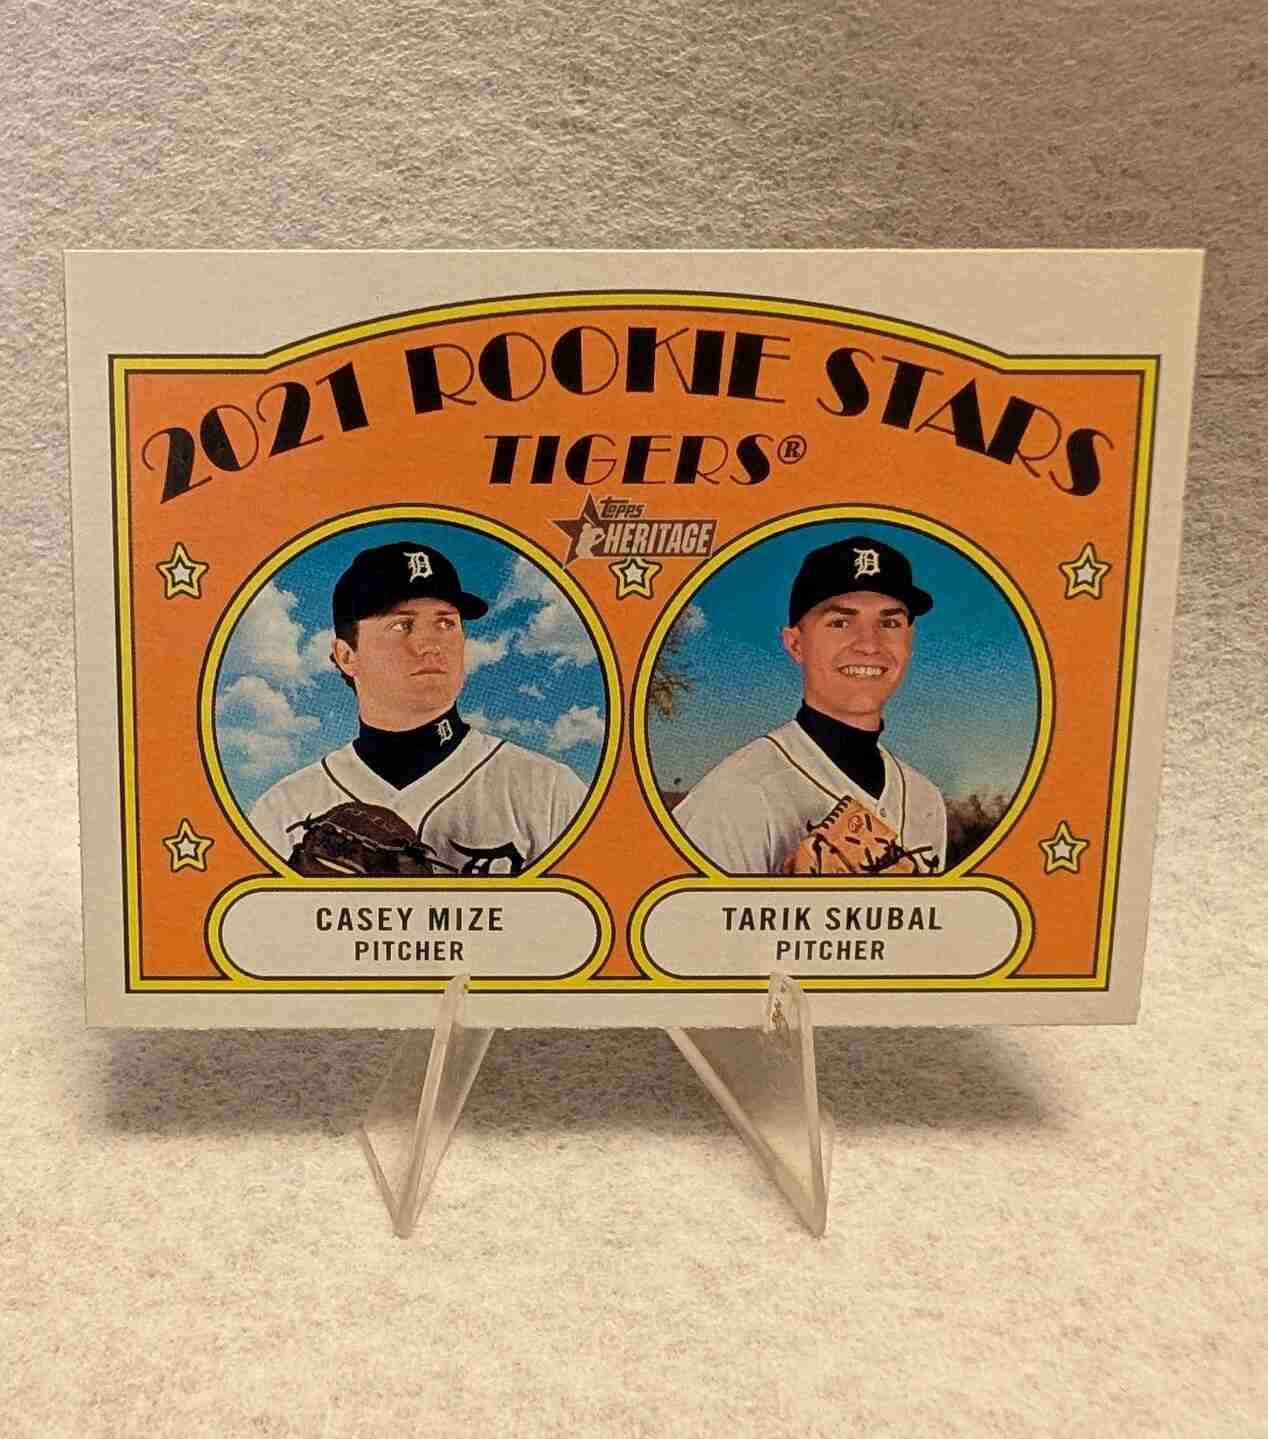 2021 ROOKIE STARS
TIGERS®
topps
HERITAGE
D
D
D
D
CASEY MIZE
PITCHER
TARIK SKUBAL
PITCHER